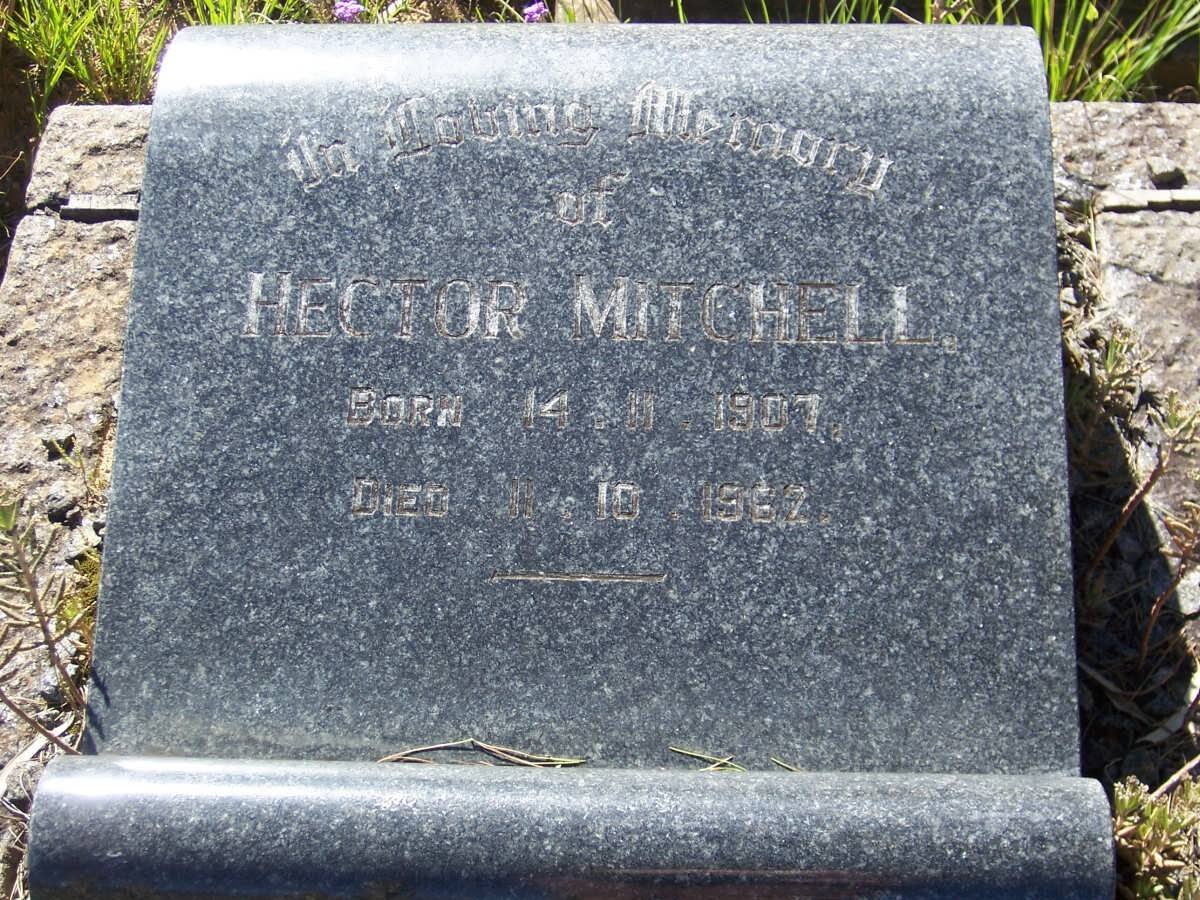 In Loving Memory
of
HECTOR MITCHELL.
BORN 14.11.1907,
DIED 11.10.1962.